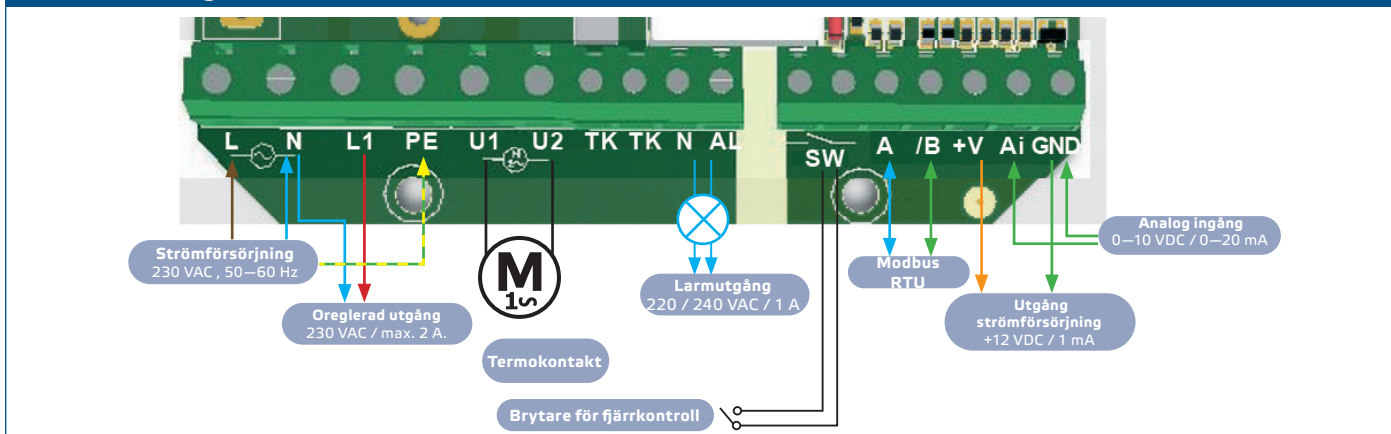 L N L1 PE U1 U2 TK TK N AL SW A /B +V Ai GND
Strömförsörjning
230 VAC , 50—60 Hz
Oreglerad utgång
230 VAC / max. 2 A.
M
1~
Termokontakt
Larmutgång
220 / 240 VAC / 1 A
Brytare för fjärrkontroll
Modbus
RTU
Analog ingång
0—10 VDC / 0—20 mA
Utgång
strömförsörjning
+12 VDC / 1 mA